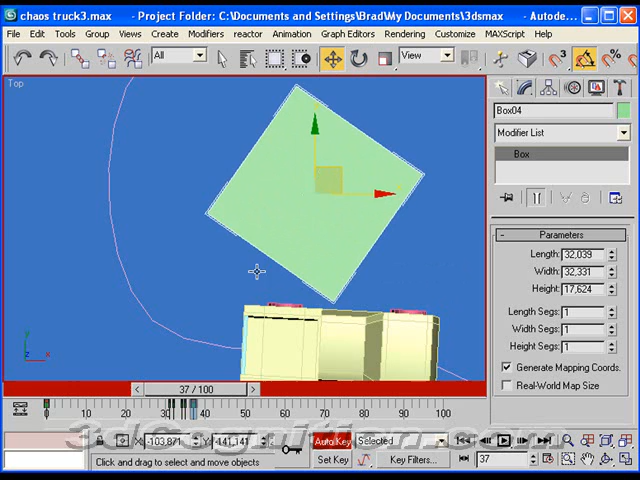 chaos truck3.max - Project Folder: C:\Documents and Settings\Brad\My Documents\3dsmax - Autode...
File Edit Tools Group Views Create Modifiers reactor Animation Graph Editors Rendering Customize MAXScript Help
All View 3
Top
Box04
Modifier List
Box
- Parameters
Length: 32,039
Width: 32,331
Height: 17,624
Length Segs: 1
Width Segs: 1
Height Segs: 1
Generate Mapping Coords.
Real-World Map Size
y
z x
< 37 / 100 >
0 10 20 30 40 50 60 70 80 90 100
X: -103,871 Y: -141,141 Auto Key Selected
3dCognition.com
Click and drag to select and move objects Set Key Key Filters... 37